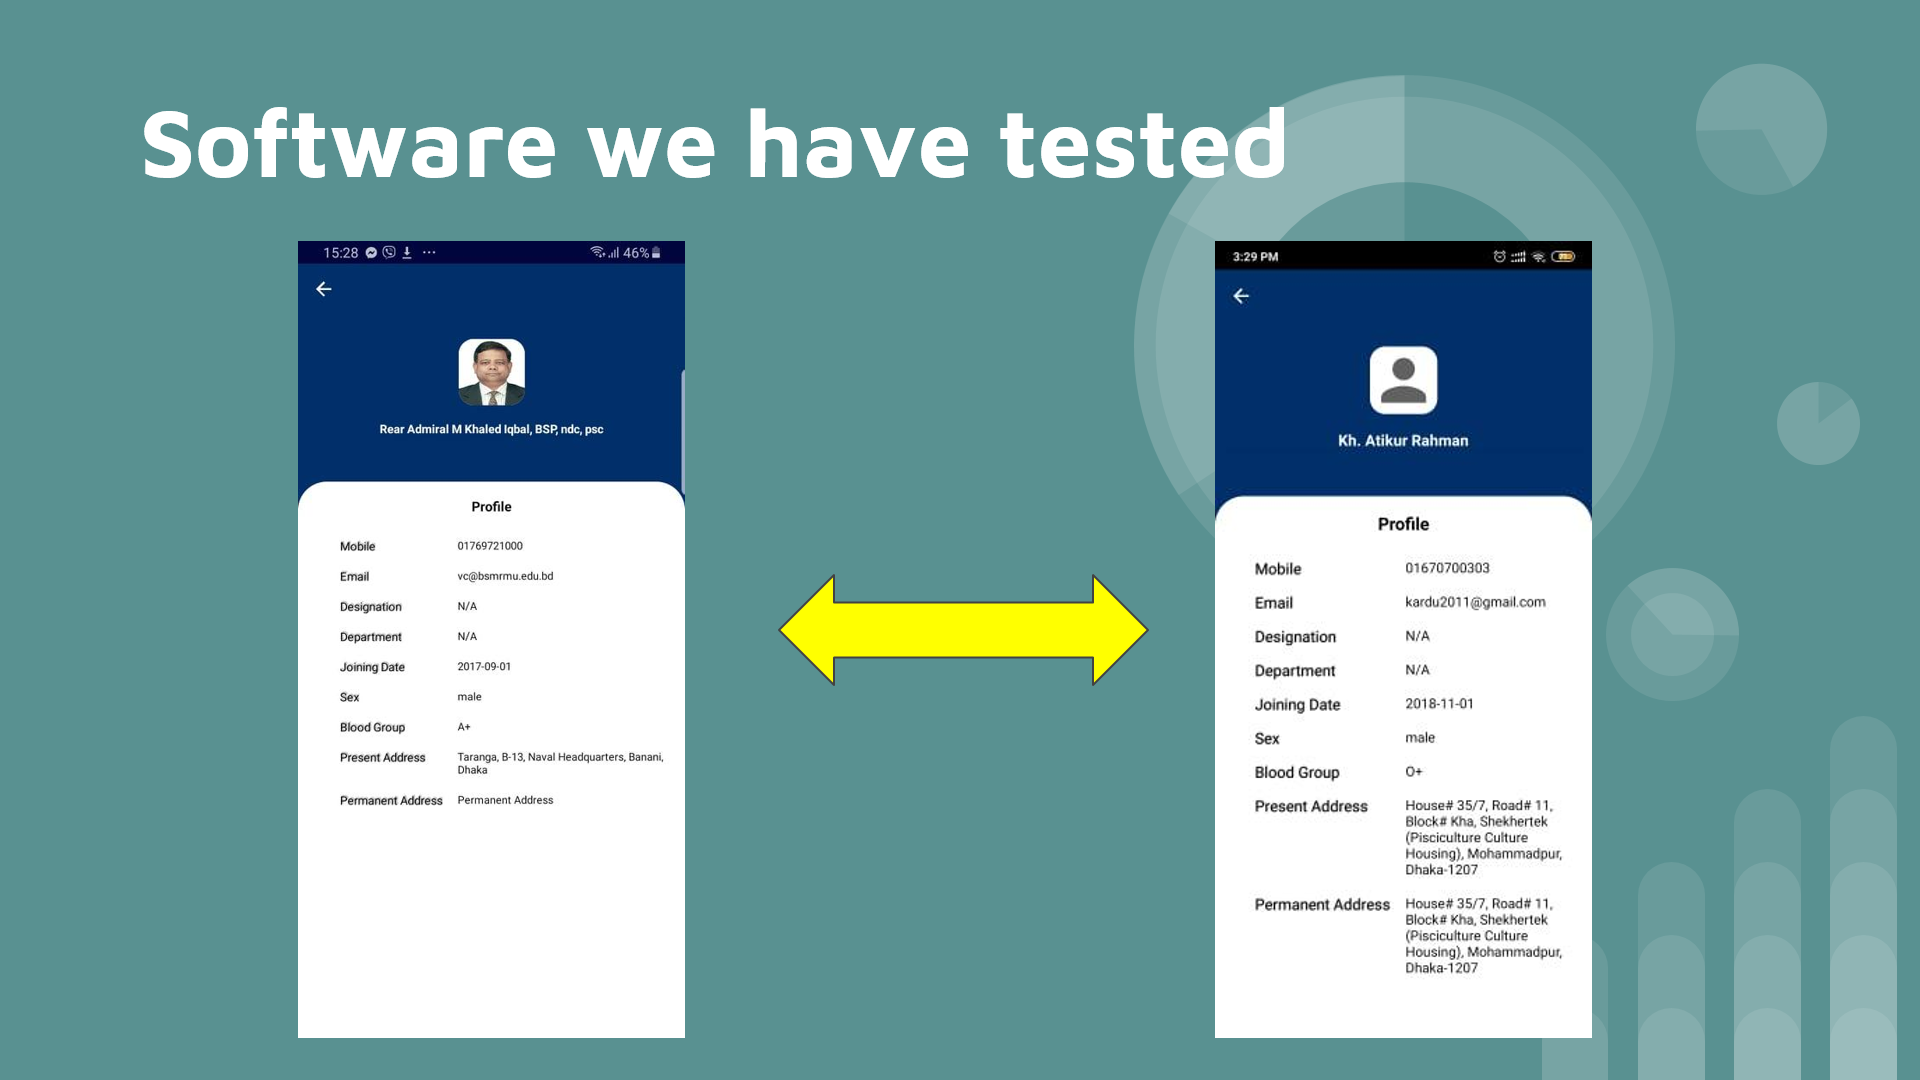 Software we have tested
15:28 ... 46%
Rear Admiral M Khaled Iqbal, BSP, ndc, psc
Profile
Mobile 01769721000
Email vc@bsmrmu.edu.bd
Designation N/A
Department N/A
Joining Date 2017-09-01
Sex male
Blood Group A+
Present Address Taranga, B-13, Naval Headquarters, Banani,
Dhaka
Permanent Address Permanent Address
3:29 PM
Kh. Atikur Rahman
Profile
Mobile 01670700303
Email kardu2011@gmail.com
Designation N/A
Department N/A
Joining Date 2018-11-01
Sex male
Blood Group O+
Present Address House# 35/7, Road# 11,
Block# Kha, Shekhertek
(Pisciculture Culture
Housing), Mohammadpur,
Dhaka-1207
Permanent Address House# 35/7, Road# 11,
Block# Kha, Shekhertek
(Pisciculture Culture
Housing), Mohammadpur,
Dhaka-1207